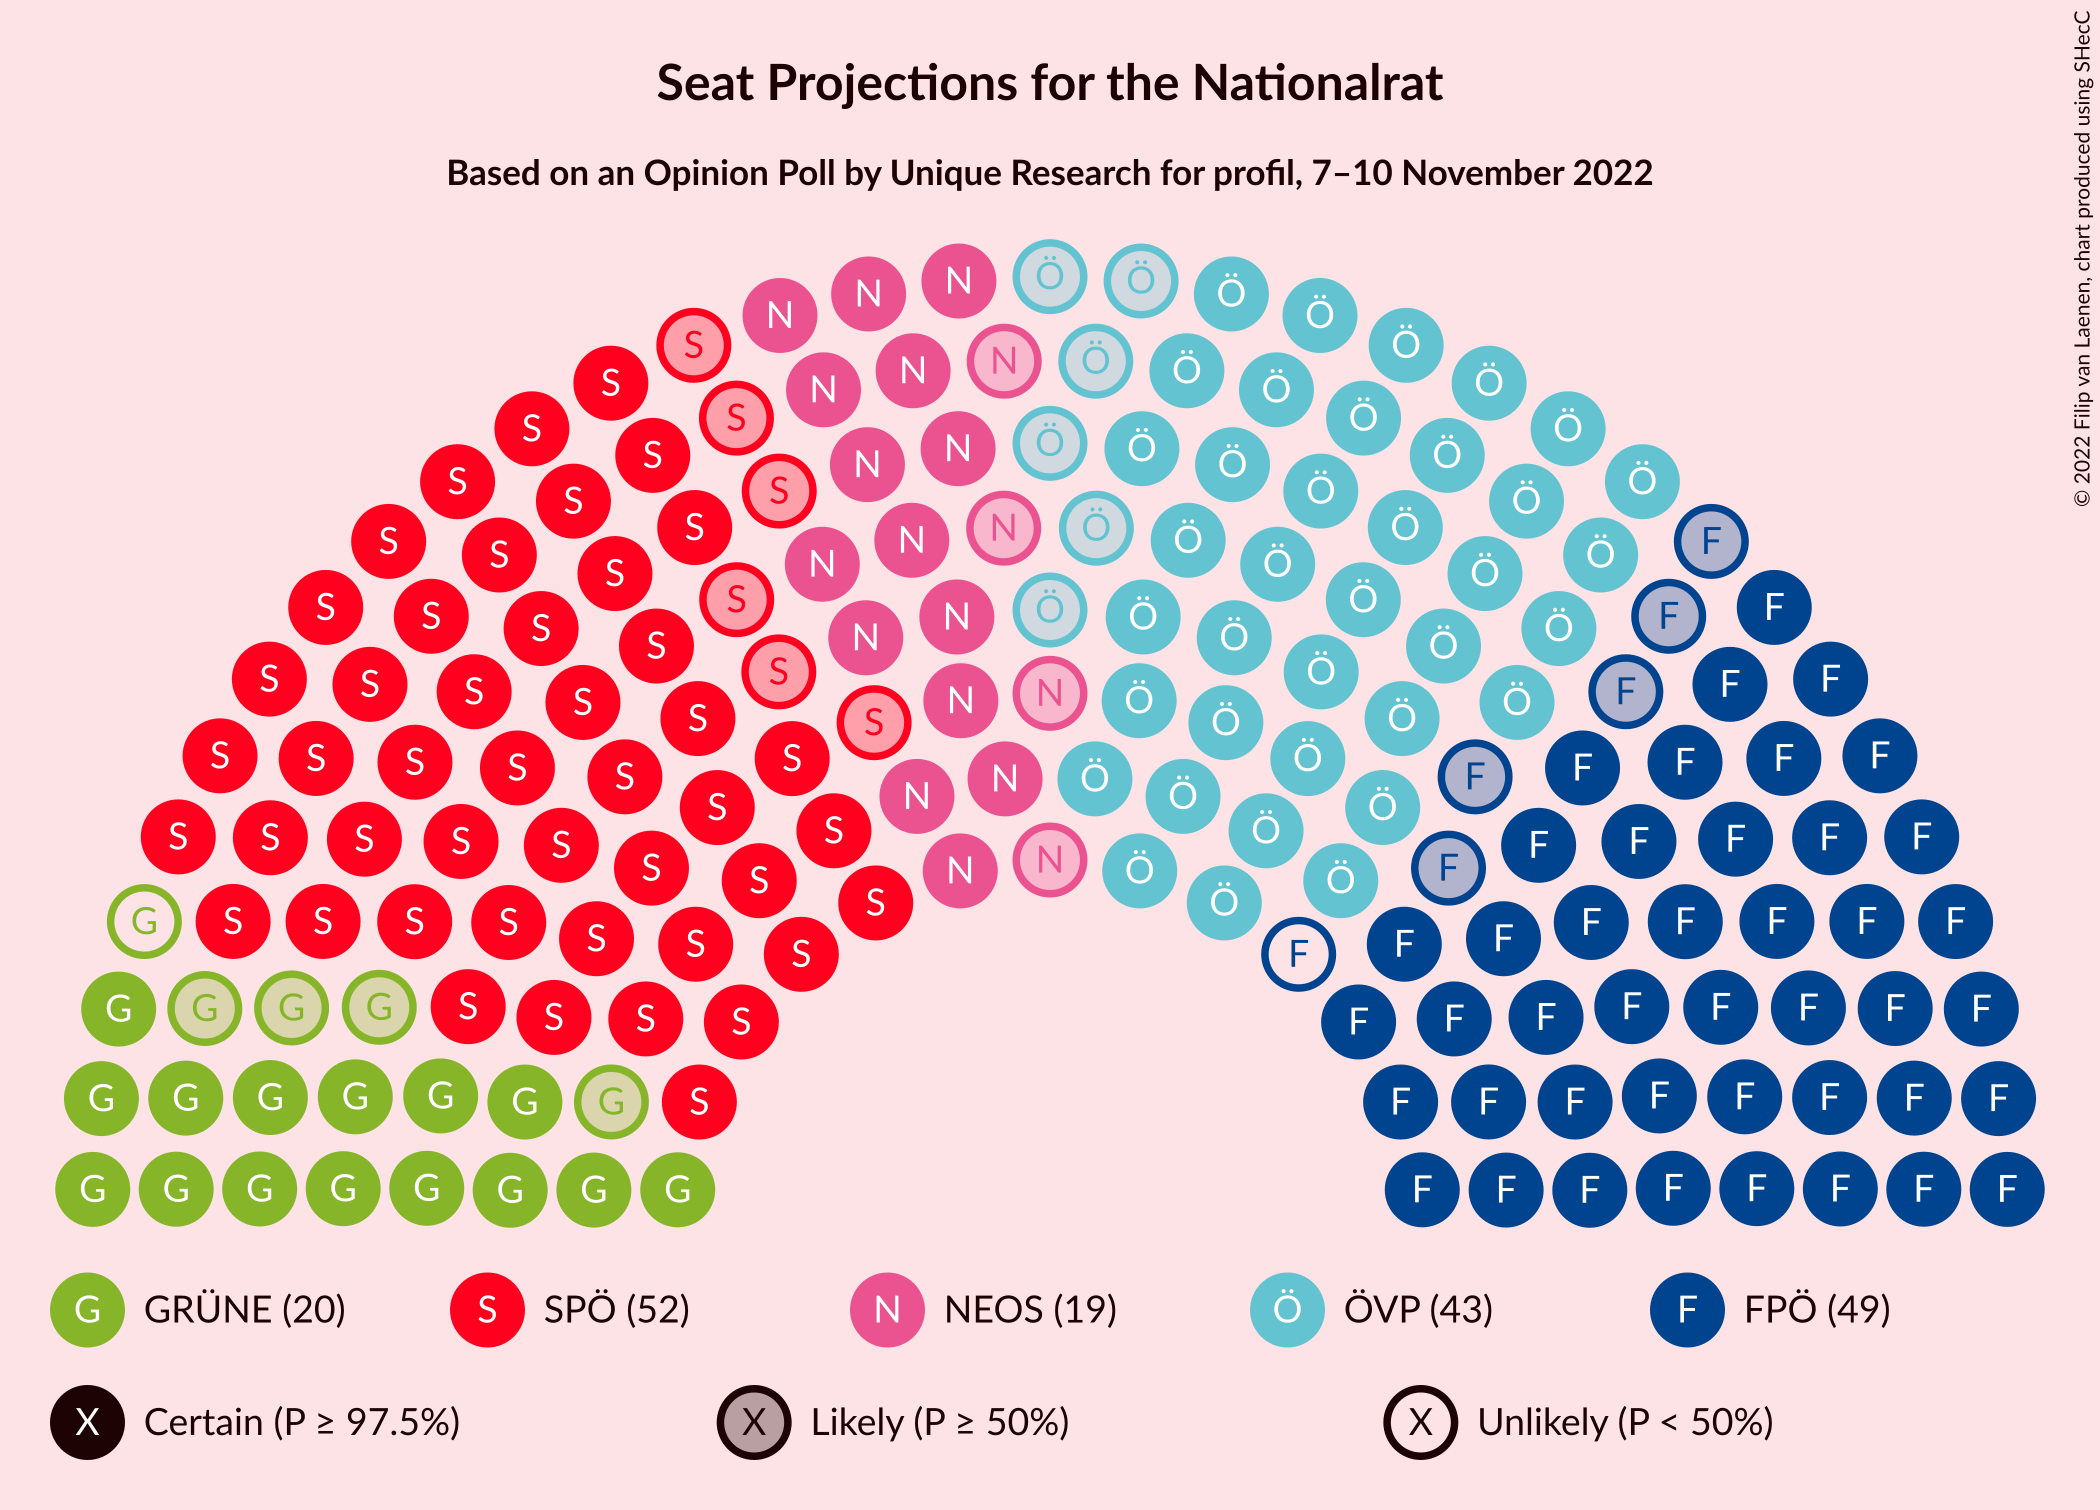 Seat Projections for the Nationalrat
Based on an Opinion Poll by Unique Research for profil, 7–10 November 2022
© 2022 Filip van Laenen, chart produced using SHecC
N N N Ö Ö Ö Ö
S N N N Ö Ö Ö Ö Ö
S S N N Ö Ö Ö Ö Ö
S S S N N Ö Ö Ö Ö Ö
S S S N N N Ö Ö Ö Ö Ö F
S S S S N N Ö Ö Ö Ö Ö F F
S S S S S N N Ö Ö Ö Ö Ö F F F
S S S S S S N N Ö Ö Ö Ö F F F F
S S S S S S S N Ö Ö F F F F F F
G S S S S S S S Ö F F F F F F F
G G G G S S S S S F F F F F F F F F
G G G G G G G S F F F F F F F F
G G G G G G G G F F F F F F F F
G GRÜNE (20) S SPÖ (52) N NEOS (19) Ö ÖVP (43) F FPÖ (49)
X Certain (P ≥ 97.5%) X Likely (P ≥ 50%) X Unlikely (P < 50%)